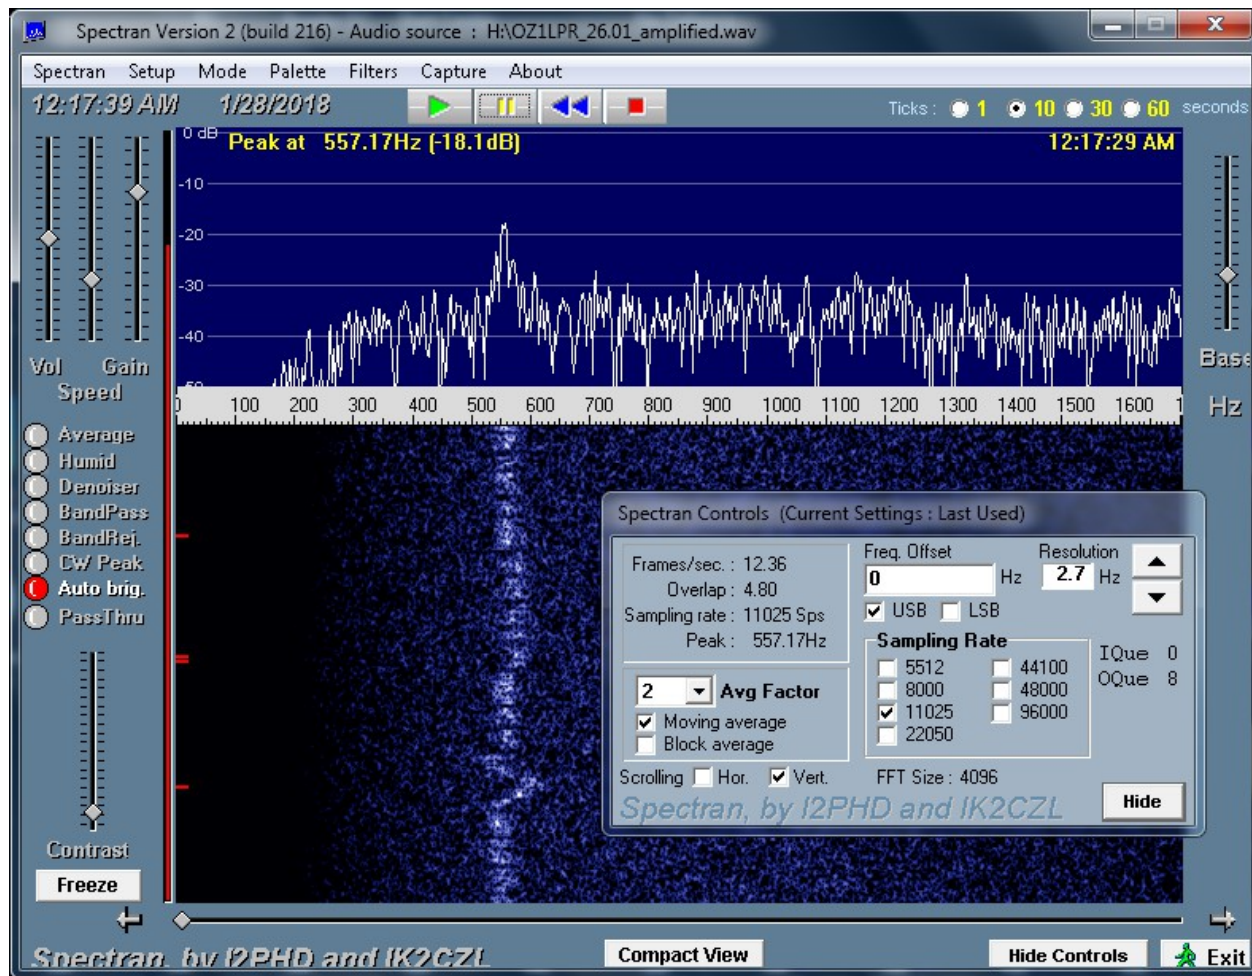 Spectran Version 2 (build 216) - Audio source : H:\OZ1LPR_26.01_amplified.wav
Spectran Setup Mode Palette Filters Capture About
12:17:39 AM 1/28/2018 Ticks : 1 10 30 60 seconds
0 dB Peak at 557.17Hz (-18.1dB) 12:17:29 AM
-10
-20
-30
-40
Vol Gain
Speed
Base
100 200 300 400 500 600 700 800 900 1000 1100 1200 1300 1400 1500 1600 Hz
Average
Humid
Denoiser
BandPass
BandRej.
CW Peak
Auto brig.
PassThru
Contrast
Freeze
Spectran Controls (Current Settings : Last Used)
Frames/sec. : 12.36
Overlap : 4.80
Sampling rate : 11025 Sps
Peak : 557.17Hz
Freq. Offset Resolution
0 Hz 2.7 Hz
USB LSB
Sampling Rate
5512 44100
8000 48000
11025 96000
22050
IQue 0
OQue 8
2 Avg Factor
Moving average
Block average
Scrolling Hor. Vert. FFT Size : 4096
Spectran, by I2PHD and IK2CZL Hide
Spectran, by I2PHD and IK2CZL Compact View Hide Controls Exit